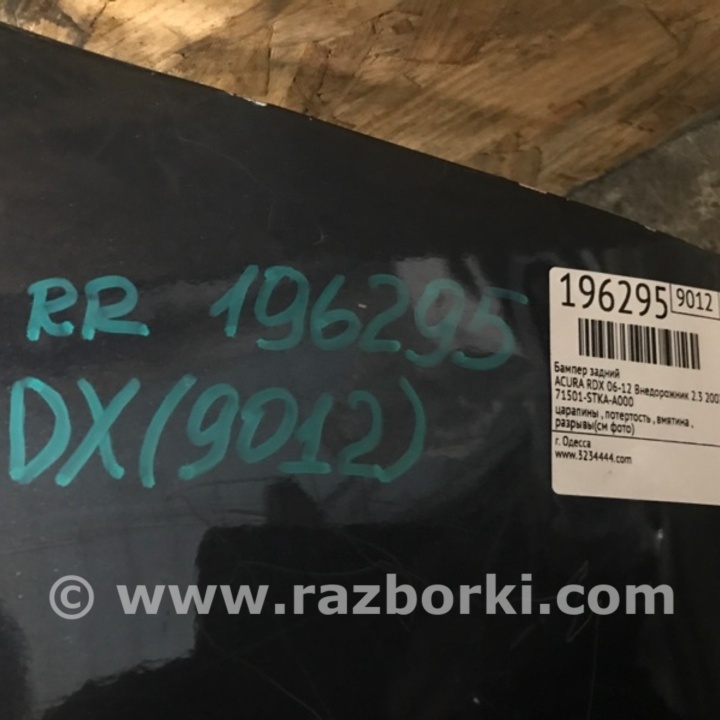 RR 196295
DX(9012)
196295 9012
Бампер задний
ACURA RDX 06-12 Внедорожник 2.3 200
71501-STKA-A000
царапины , потертость , вмятина ,
разрывы(см фото)
г. Одесса
www.3234444.com
© www.razborki.com